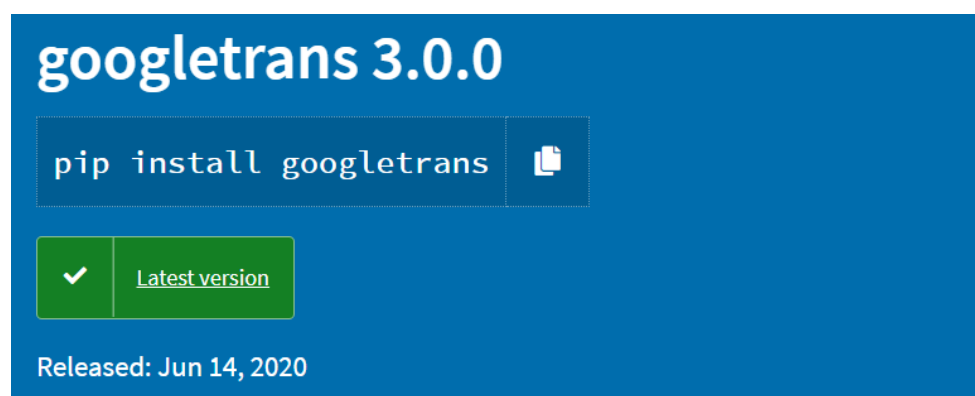 googletrans 3.0.0
pip install googletrans
Latest version
Released: Jun 14, 2020